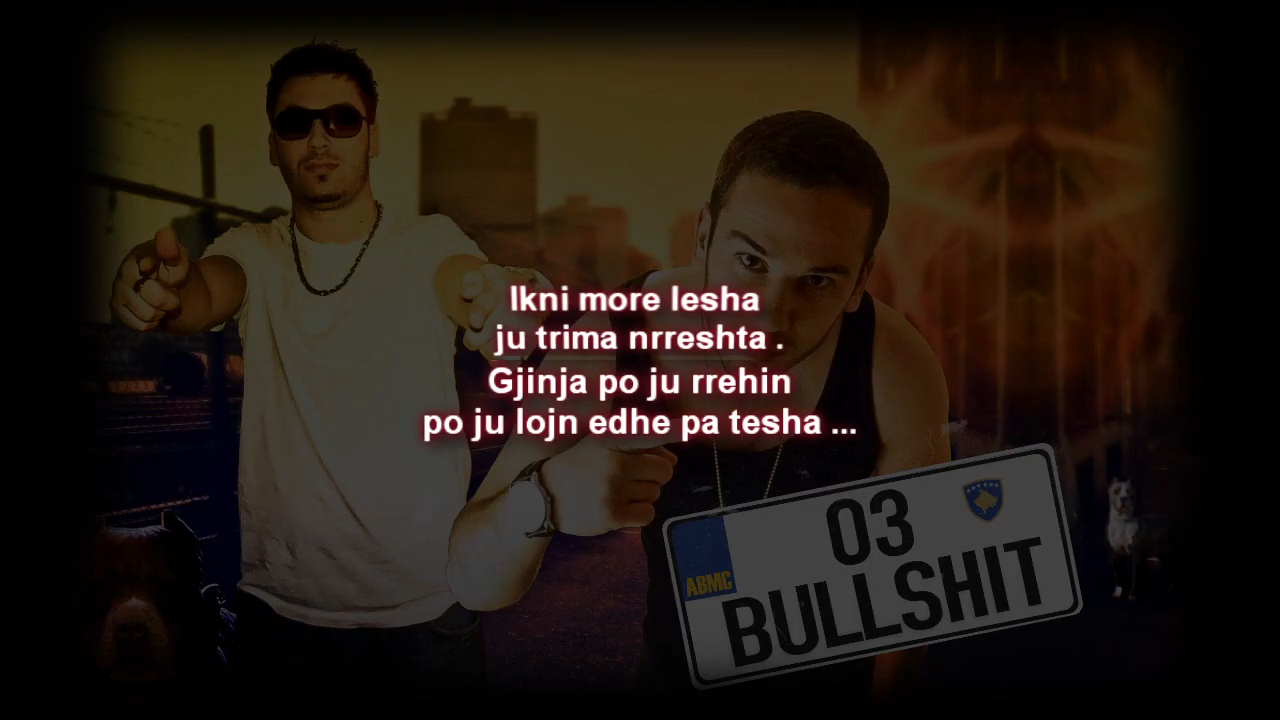 Ikni more lesha
ju trima nrreshta .
Gjinja po ju rrehin
po ju lojn edhe pa tesha ...
03
ABMC
BULLSHIT